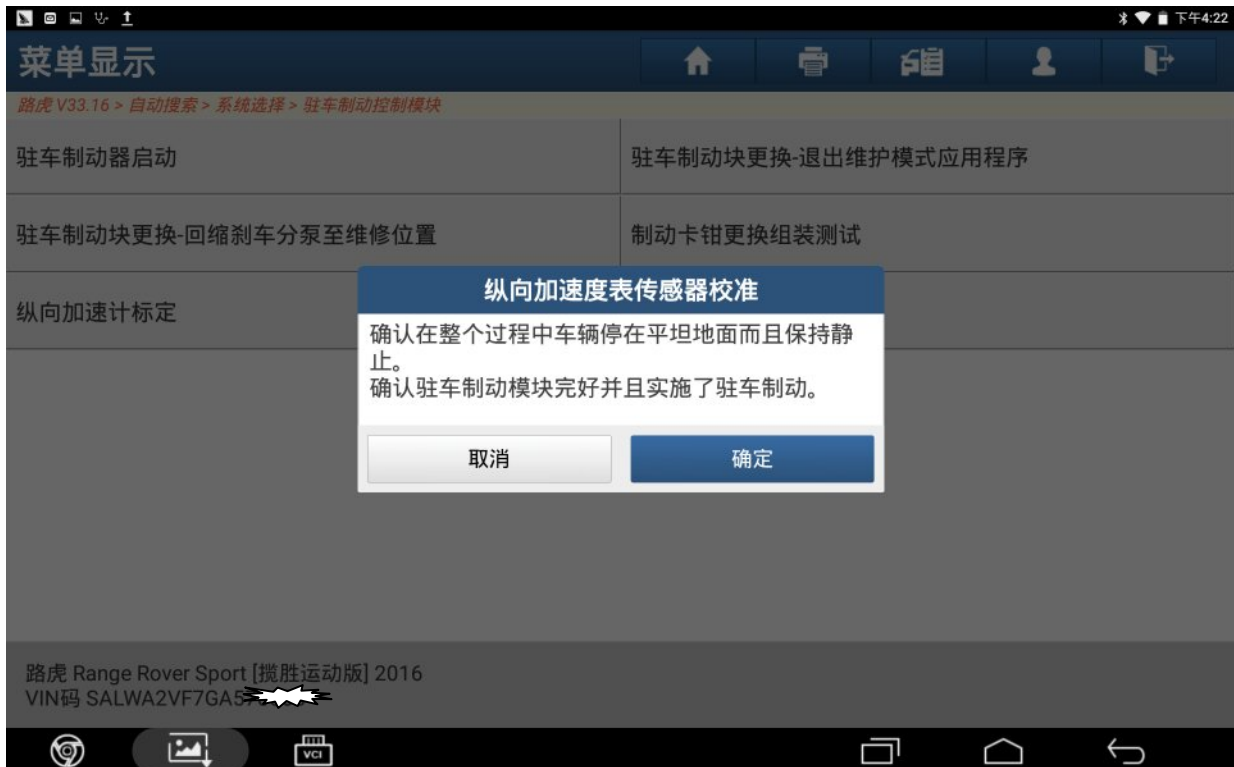 下午4:22
菜单显示
路虎 V33.16 > 自动搜索 > 系统选择 > 驻车制动控制模块
驻车制动器启动
驻车制动块更换-退出维护模式应用程序
驻车制动块更换-回缩刹车分泵至维修位置
制动卡钳更换组装测试
纵向加速计标定
纵向加速度表传感器校准
确认在整个过程中车辆停在平坦地面而且保持静
止。
确认驻车制动模块完好并且实施了驻车制动。
取消
确定
路虎 Range Rover Sport [揽胜运动版] 2016
VIN码 SALWA2VF7GA5
VCI